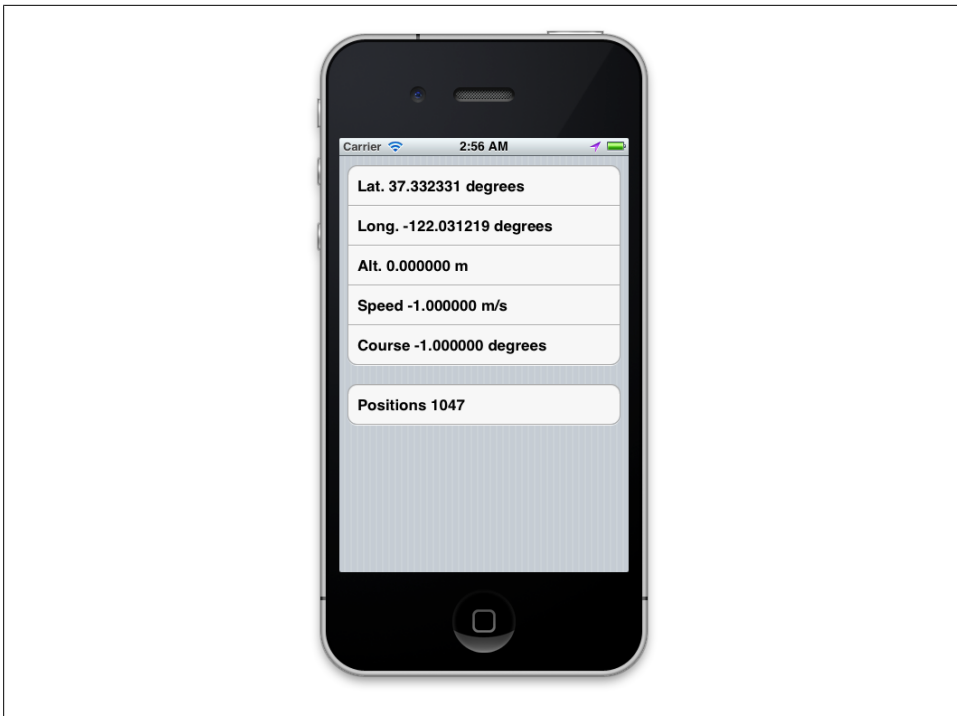 Carrier 2:56 AM
Lat. 37.332331 degrees
Long. -122.031219 degrees
Alt. 0.000000 m
Speed -1.000000 m/s
Course -1.000000 degrees
Positions 1047